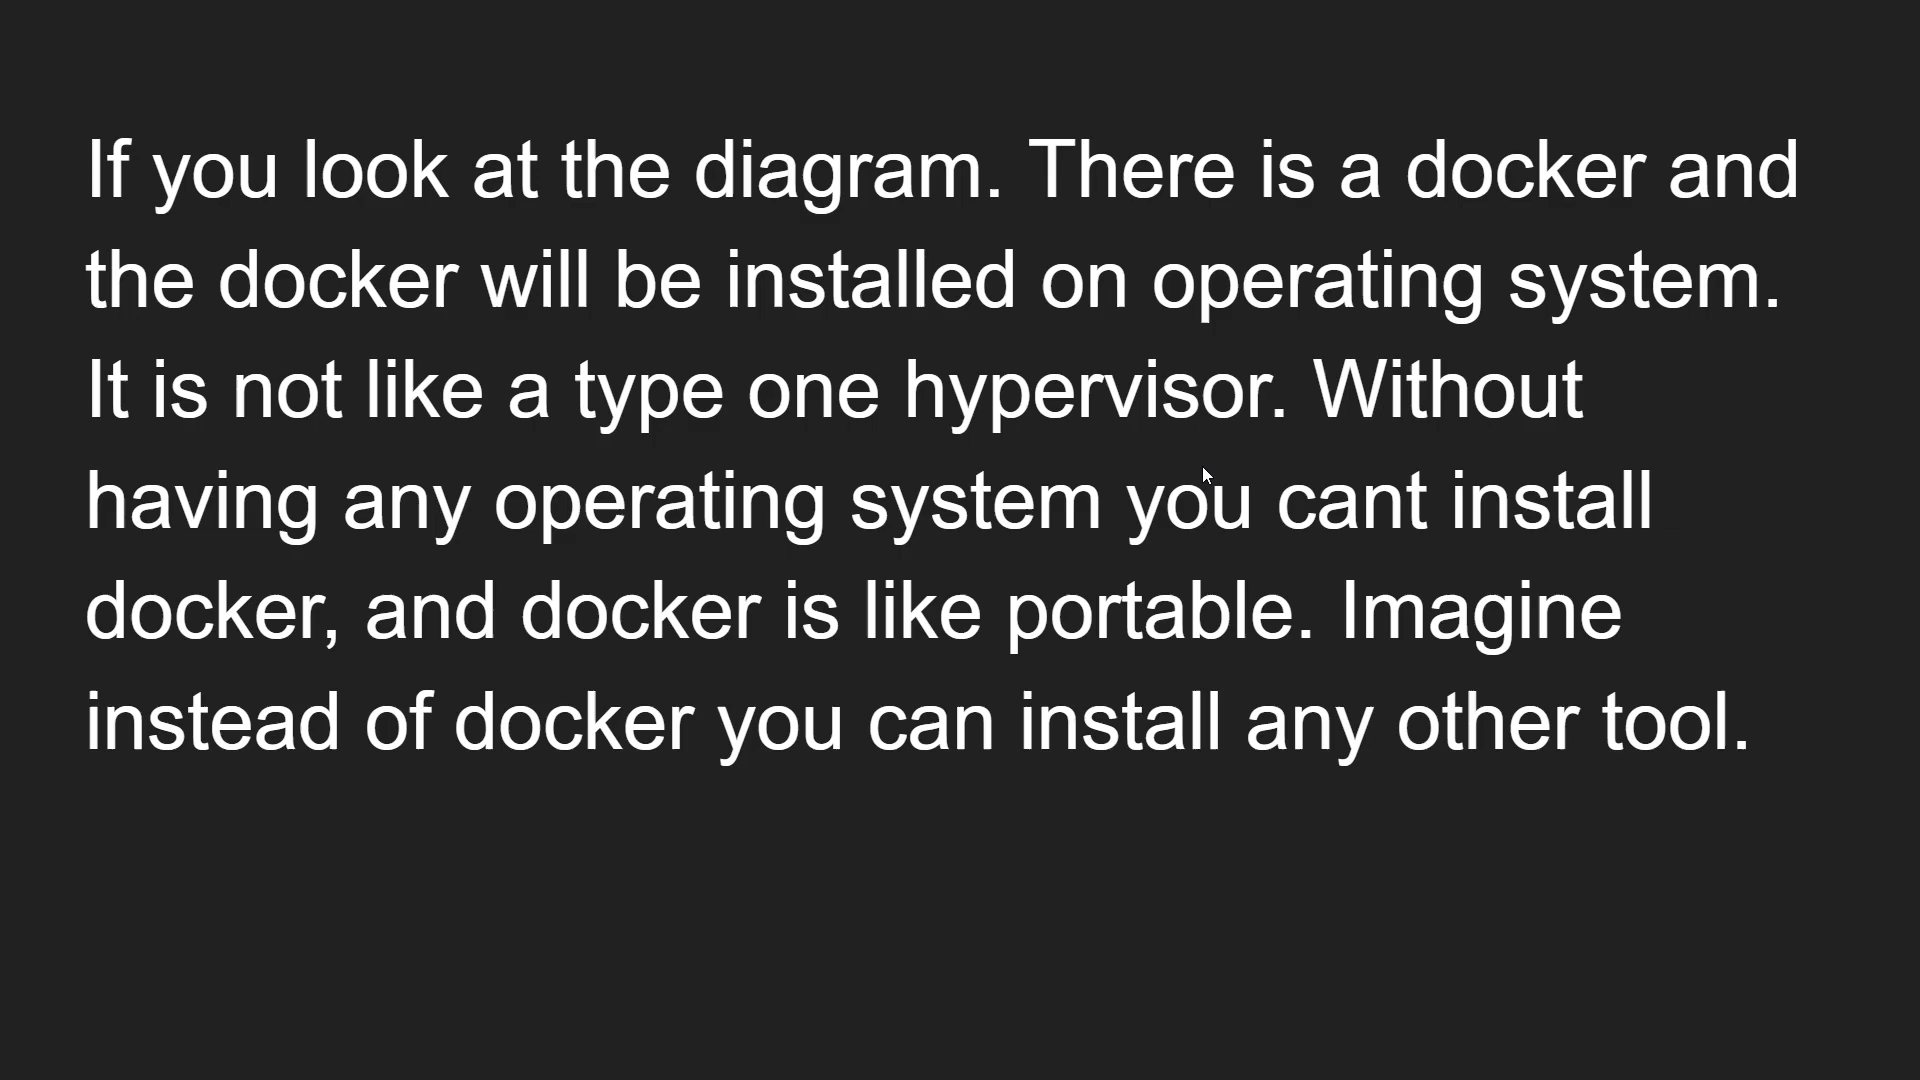 If you look at the diagram. There is a docker and
the docker will be installed on operating system.
It is not like a type one hypervisor. Without
having any operating system you cant install
docker, and docker is like portable. Imagine
instead of docker you can install any other tool.